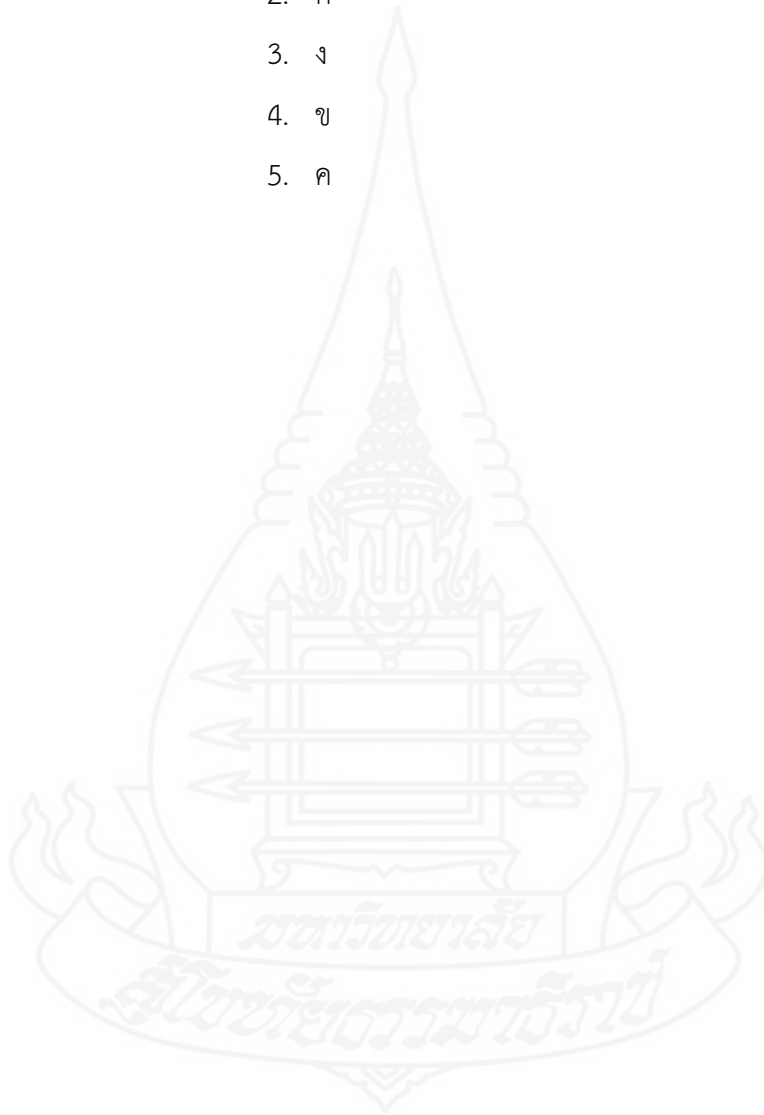 2.
3. ง
4. ข
5. ค
มหาวิทยาลัย
สุโขทัยธรรมาธิราช